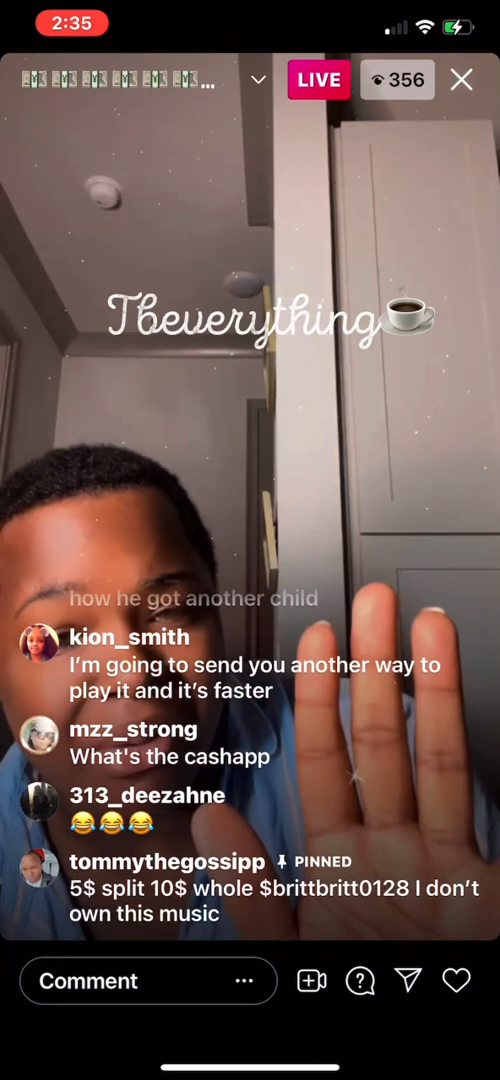 2:35
...
LIVE
356
Tbeverything
how he got another child
kion_smith
I’m going to send you another way to
play it and it’s faster
mzz_strong
What's the cashapp
313_deezahne
😂😂😂
tommythegossipp PINNED
5$ split 10$ whole $brittbritt0128 I don’t
own this music
Comment ...